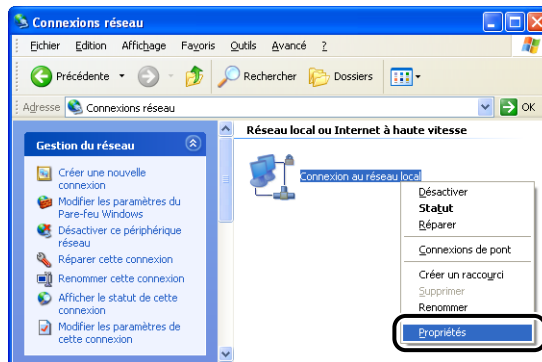 Connexions réseau
Fichier Edition Affichage Favoris Outils Avancé ?
Précédente Rechercher Dossiers
Adresse Connexions réseau OK
Gestion du réseau
Créer une nouvelle
connexion
Modifier les paramètres du
Pare-feu Windows
Désactiver ce périphérique
réseau
Réparer cette connexion
Renommer cette connexion
Afficher le statut de cette
connexion
Modifier les paramètres de
cette connexion
Réseau local ou Internet à haute vitesse
Connexion au réseau local
Désactiver
Statut
Réparer
Connexions de pont
Créer un raccourci
Supprimer
Renommer
Propriétés